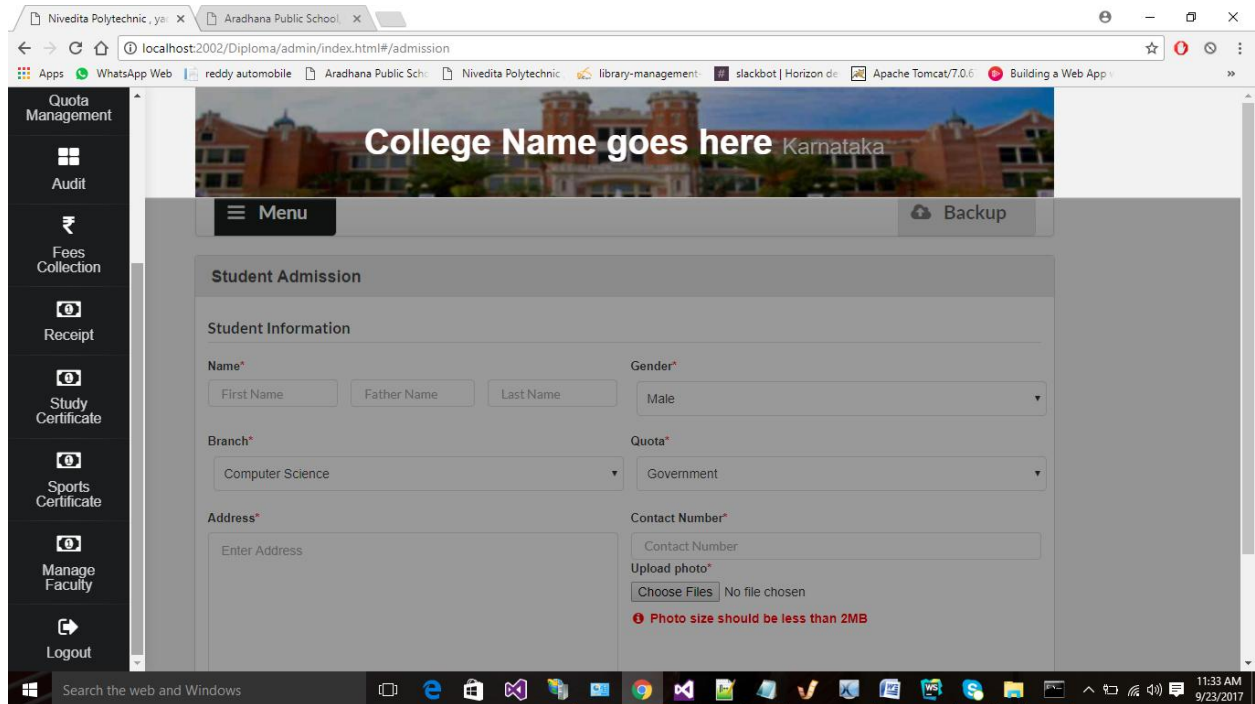 Nivedita Polytechnic , ya
Aradhana Public School,
localhost:2002/Diploma/admin/index.html#/admission
Apps
WhatsApp Web
reddy automobile
Aradhana Public Sch
Nivedita Polytechnic
library-management-
slackbot | Horizon de
Apache Tomcat/7.0.6
Building a Web App
»
Quota
Management
Audit
Fees
Collection
Receipt
Study
Certificate
Sports
Certificate
Manage
Faculty
Logout
College Name goes here Karnataka
Menu
Backup
Student Admission
Student Information
Name*
First Name
Father Name
Last Name
Gender*
Male
Branch*
Computer Science
Quota*
Government
Address*
Enter Address
Contact Number*
Contact Number
Upload photo*
Choose Files No file chosen
Photo size should be less than 2MB
Search the web and Windows
11:33 AM
9/23/2017